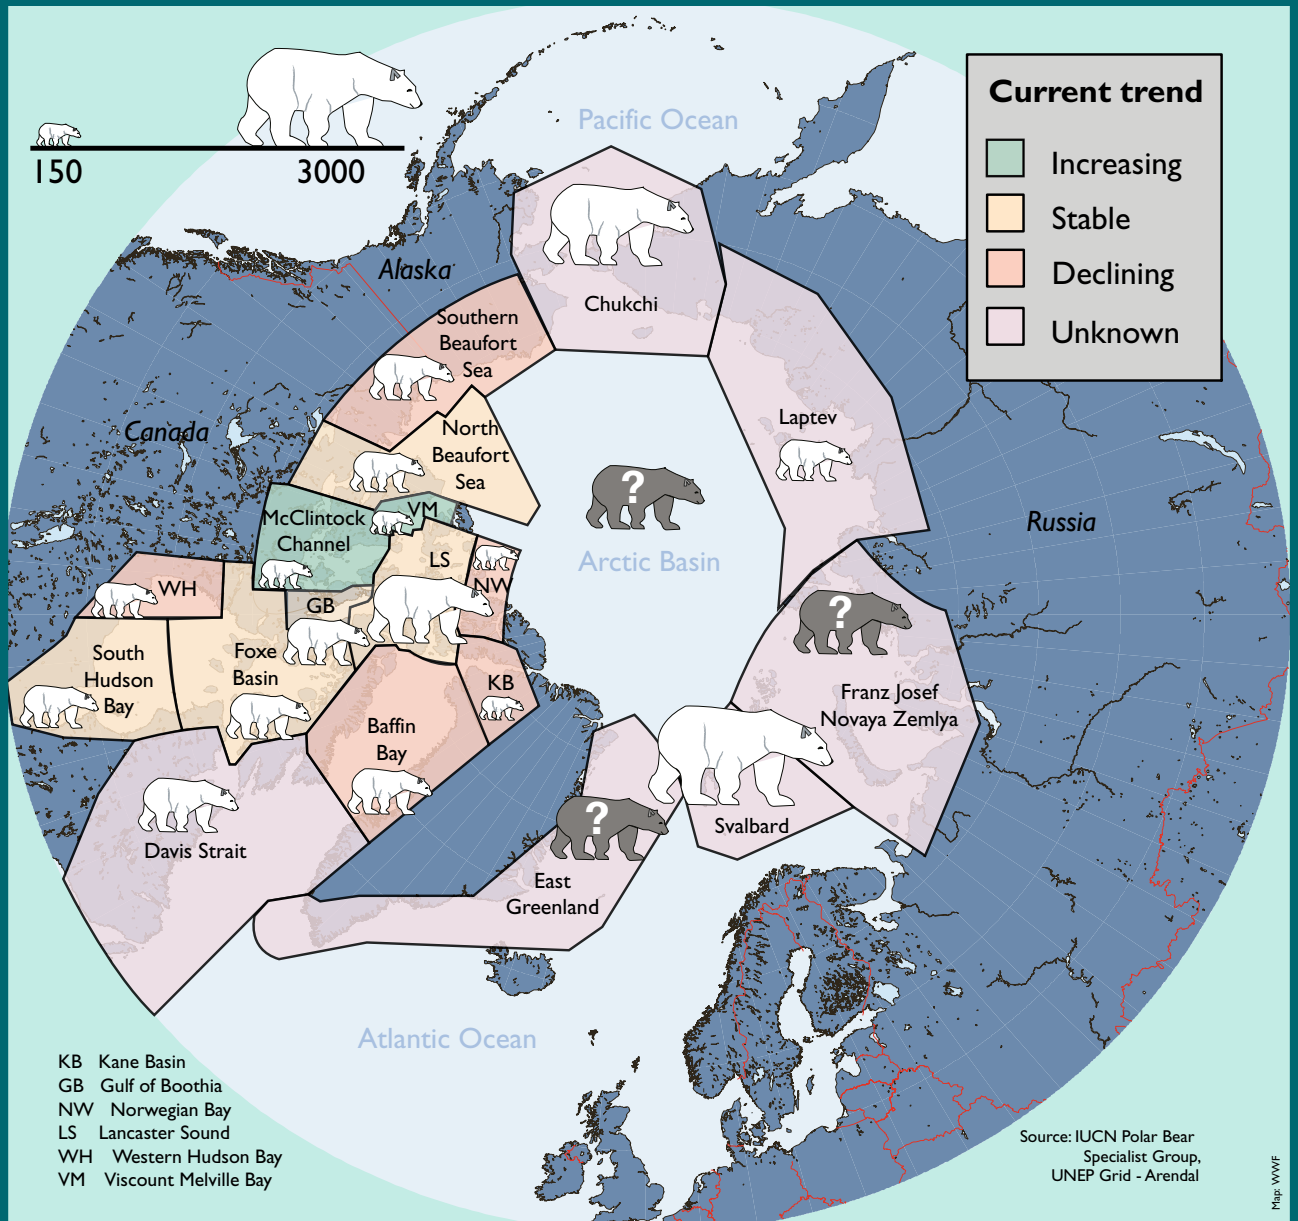 150
3000
Current trend
Increasing
Stable
Declining
Unknown
Pacific Ocean
Alaska
Chukchi
Southern
Beaufort
Sea
Canada
North
Beaufort
Sea
Laptev
?
Arctic Basin
Russia
McClintock
Channel
VM
LS
NW
WH
GB
?
South
Hudson
Bay
Foxe
Basin
KB
Franz Josef
Novaya Zemlya
Baffin
Bay
Davis Strait
?
Svalbard
East
Greenland
Atlantic Ocean
KB Kane Basin
GB Gulf of Boothia
NW Norwegian Bay
LS Lancaster Sound
WH Western Hudson Bay
VM Viscount Melville Bay
Source: IUCN Polar Bear
Specialist Group,
UNEP Grid - Arendal
Map: WWF